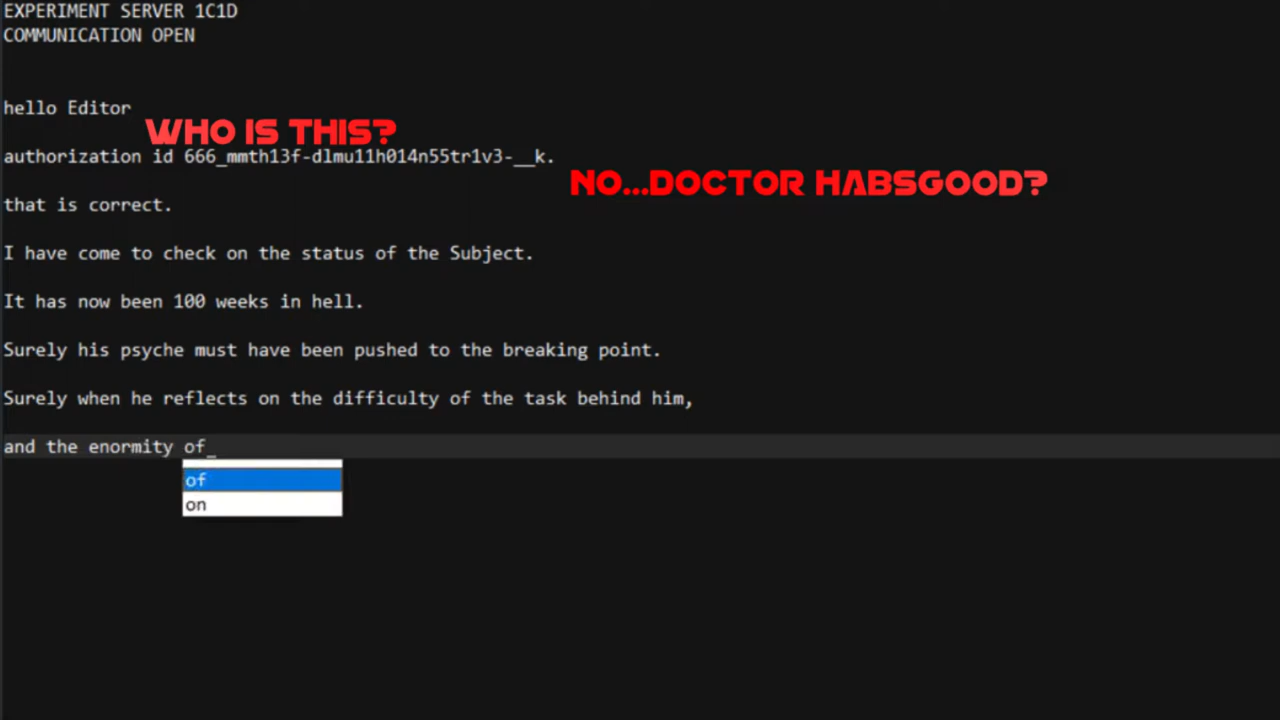 EXPERIMENT SERVER 1C1D
COMMUNICATION OPEN
hello Editor
WHO IS THIS?
authorization id 666_mmth13f-dlmu11h014n55tr1v3-__k.
NO...DOCTOR HABSGOOD?
that is correct.
I have come to check on the status of the Subject.
It has now been 100 weeks in hell.
Surely his psyche must have been pushed to the breaking point.
Surely when he reflects on the difficulty of the task behind him,
and the enormity of_
of
on